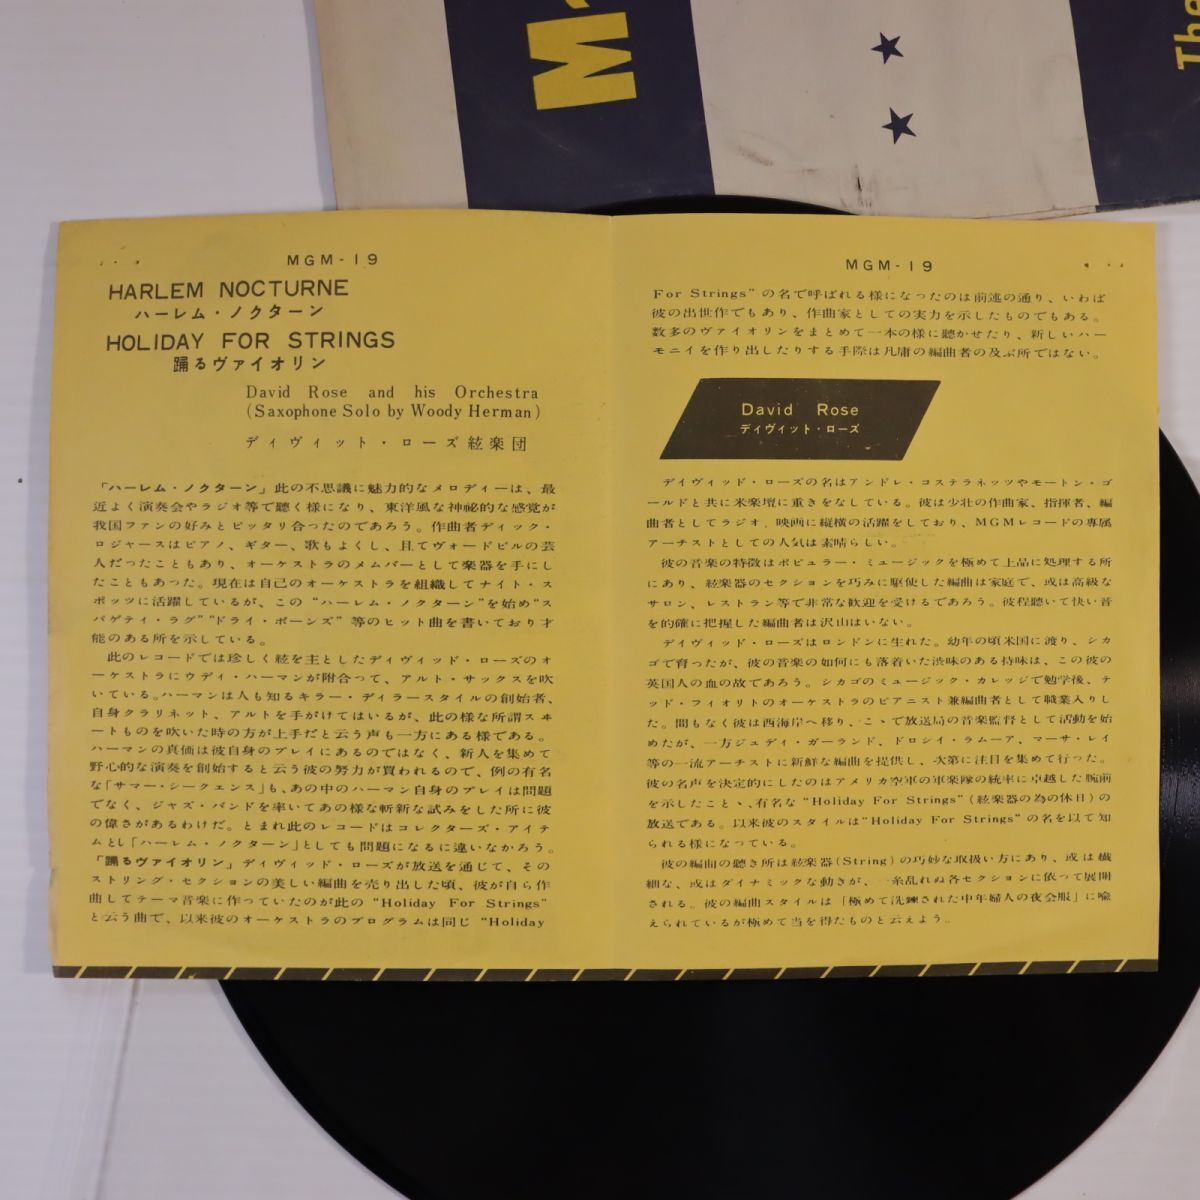 M
★
★
The
MGM-19
HARLEM NOCTURNE
ハーレム・ノクターン
HOLIDAY FOR STRINGS
踊るヴァイオリン
David Rose and his Orchestra
(Saxophone Solo by Woody Herman)
ディヴィット・ローズ絃楽団
「ハーレム・ノクターン」此の不思議に魅力的なメロディーは、最
近よく演奏会やラジオ等で聴く様になり、東洋風な神祕的な感覚が
我国ファンの好みとピッタリ合ったのであろう。作曲者ディック・
ロジャースはピアノ、ギター、歌もよくし、且てヴォードビルの芸
人だったこともあり、オーケストラのメムバーとして楽器を手にし
たこともあった。現在は自己のオーケストラを組織してナイト・ス
ポッツに活躍しているが、この“ハーレム・ノクターン”を始め“ス
パゲティ・ラグ”“ドライ・ボーンズ”等のヒット曲を書いており才
能のある所を示している。
此のレコードでは珍しく絃を主としたディヴィッド・ローズのオ
ーケストラにウディ・ハーマンが附合って、アルト・サックスを吹
いている。ハーマンは人も知るキラー・ディラースタイルの創始者、
自身クラリネット、アルトを手がけてはいるが、此の様な所謂スヰ
ートものを吹いた時の方が上手だと云う声も一方にある様である。
ハーマンの真価は彼自身のプレイにあるのではなく、新人を集めて
野心的な演奏を創始すると云う彼の努力が買われるので、例の有名
な「サマー・シークェンス」も、あの中のハーマン自身のプレイは問題
でなく、ジャズ・バンドを率いてあの様な斬新な試みをした所に彼
の偉さがあるわけだ。とまれ此のレコードはコレクターズ・アイテ
ムとし「ハーレム・ノクターン」としても問題になるに違いなかろう。
「踊るヴァイオリン」ディヴィッド・ローズが放送を通じて、その
ストリング・セクションの美しい編曲を売り出した頃、彼が自ら作
曲してテーマ音楽に作っていたのが此の “Holiday For Strings”
と云う曲で、以来彼のオーケストラのプログラムは同じ “Holiday
MGM-19
For Strings”の名で呼ばれる様になったのは前述の通り、いわば
彼の出世作でもあり、作曲家としての実力を示したものでもある。
数多のヴァイオリンをまとめて一本の様に聴かせたり、新しいハー
モニイを作り出したりする手際は凡庸の編曲者の及ぶ所ではない。
David Rose
ディヴィット・ローズ
ディヴィッド・ローズの名はアンドレ・コステラネッツやモートン・ゴ
ールドと共に米楽壇に重きをなしている。彼は少壮の作曲家、指揮者、編
曲者としてラジオ、映画に縦横の活躍をしており、MGMレコードの専属
アーチストとしての人気は素晴らしい。
彼の音楽の特徴はポピュラー・ミュージックを極めて上品に処理する所
にあり、絃楽器のセクションを巧みに駆使した編曲は家庭で、或は高級な
サロン、レストラン等で非常な歓迎を受けるであろう。彼程聴いて快い音
を的確に把握した編曲者は沢山はいない。
デイヴィッド・ローズはロンドンに生れた。幼年の頃米国に渡り、シカ
ゴで育ったが、彼の音楽の如何にも落着いた渋味のある持味は、この彼の
英国人の血の故であろう。シカゴのミュージック・カレッジで勉学後、テ
ッド・フィオリトのオーケストラのピアニスト兼編曲者として職業入りし
た。間もなく彼は西海岸へ移り、こゝで放送局の音楽監督として活動を始
めたが、一方ジュディ・ガーランド、ドロシイ・ラムーア、マーサ・レイ
等の一流アーチストに新鮮な編曲を提供し、次第に注目を集めて行った。
彼の名声を決定的にしたのはアメリカ空軍の軍楽隊の統率に卓越した腕前
を示したことゝ、有名な “Holiday For Strings”(絃楽器の為の休日)の
放送である。以来彼のスタイルは“Holiday For Strings” の名を以て知
られる様になっている。
彼の編曲の聴き所は絃楽器(String)の巧妙な取扱い方にあり、或は繊
細な、或はダイナミックな動きが、一糸乱れぬ各セクションに依って展開
される。彼の編曲スタイルは「極めて洗錬された中年婦人の夜会服」に喩
えられているが極めて当を得たものと云えよう。